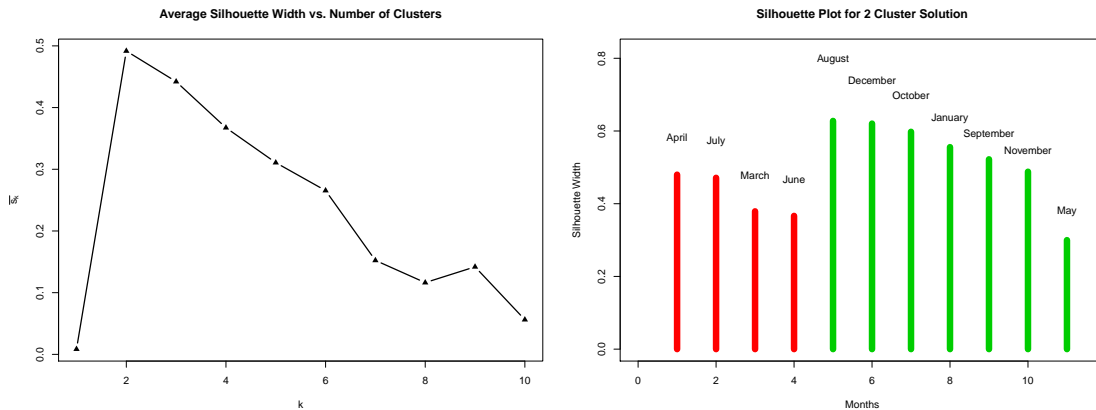 Average Silhouette Width vs. Number of Clusters
0.5
0.4
0.3
0.2
0.1
0.0
s̅ₖ
2 4 6 8 10
k
Silhouette Plot for 2 Cluster Solution
0.8
0.6
0.4
0.2
0.0
Silhouette Width
April
July
March
June
August
December
October
January
September
November
May
0 2 4 6 8 10
Months